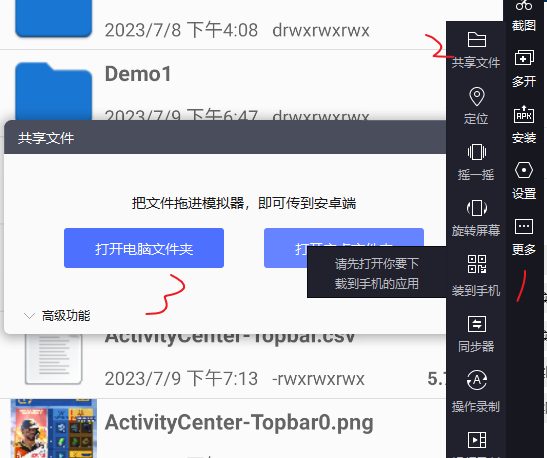 2023/7/8 下午4:08 drwxrwxrwx
Demo1
2023/7/9 下午6:47 drwxrwxrwx
共享文件
把文件拖进模拟器，即可传到安卓端
打开电脑文件夹
请先打开你要下
载到手机的应用
高级功能
ActivityCenter-Topbar.csv
2023/7/9 下午7:13 -rwxrwxrwx 5.
ActivityCenter-Topbar0.png
2
共享文件
定位
摇一摇
旋转屏幕
装到手机
同步器
操作录制
截图
多开
APK
安装
设置
更多
1
3